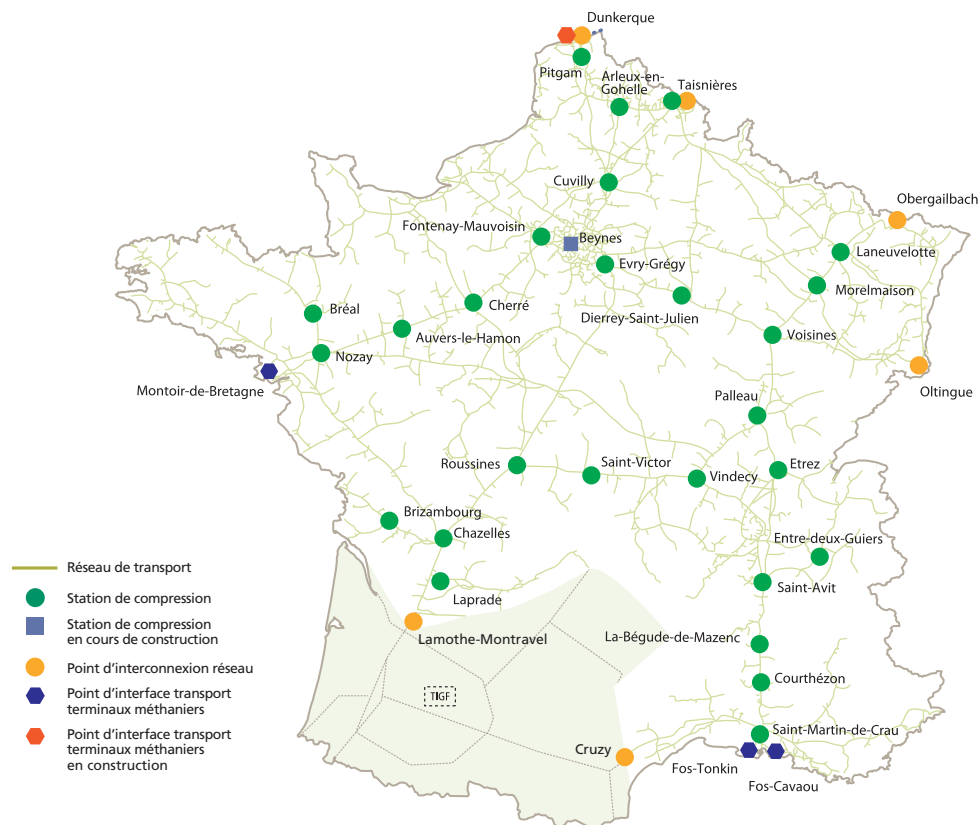 Dunkerque
Pitgam
Arleux-en-
Gohelle
Taisnières
Cuvilly
Obergailbach
Fontenay-Mauvoisin
Beynes
Laneuvelotte
Evry-Grégy
Morelmaison
Cherré
Dierrey-Saint-Julien
Bréal
Auvers-le-Hamon
Voisines
Nozay
Montoir-de-Bretagne
Oltingue
Palleau
Roussines
Saint-Victor
Vindecy
Etrez
Brizambourg
Chazelles
Entre-deux-Guiers
Saint-Avit
Laprade
Lamothe-Montravel
La-Bégude-de-Mazenc
Courthézon
TIGF
Saint-Martin-de-Crau
Cruzy
Fos-Tonkin
Fos-Cavaou
Réseau de transport
Station de compression
Station de compression
en cours de construction
Point d'interconnexion réseau
Point d'interface transport
terminaux méthaniers
Point d'interface transport
terminaux méthaniers
en construction